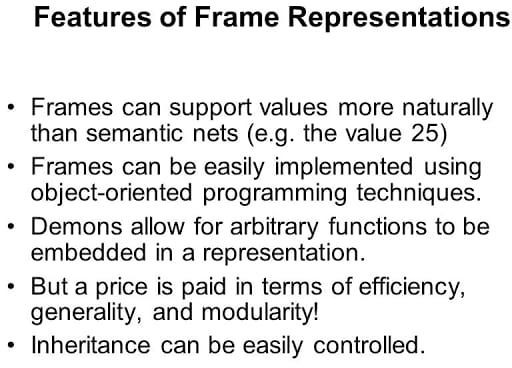 Features of Frame Representations
• Frames can support values more naturally
than semantic nets (e.g. the value 25)
• Frames can be easily implemented using
object-oriented programming techniques.
• Demons allow for arbitrary functions to be
embedded in a representation.
• But a price is paid in terms of efficiency,
generality, and modularity!
• Inheritance can be easily controlled.